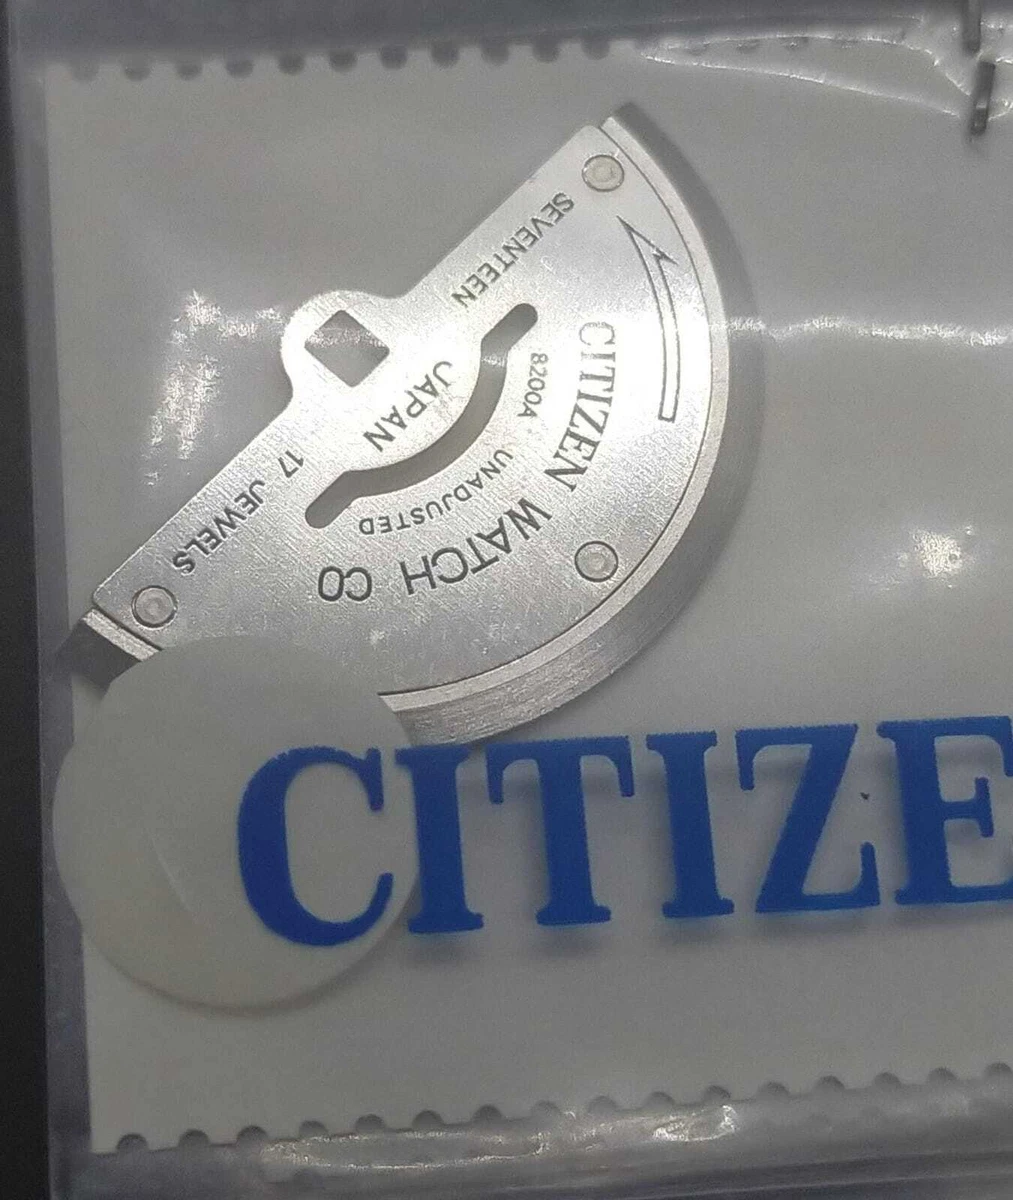 SEVENTEEN
17 JEWELS
JAPAN
8200A
UNADJUSTED
CITIZEN WATCH CO
CITIZE